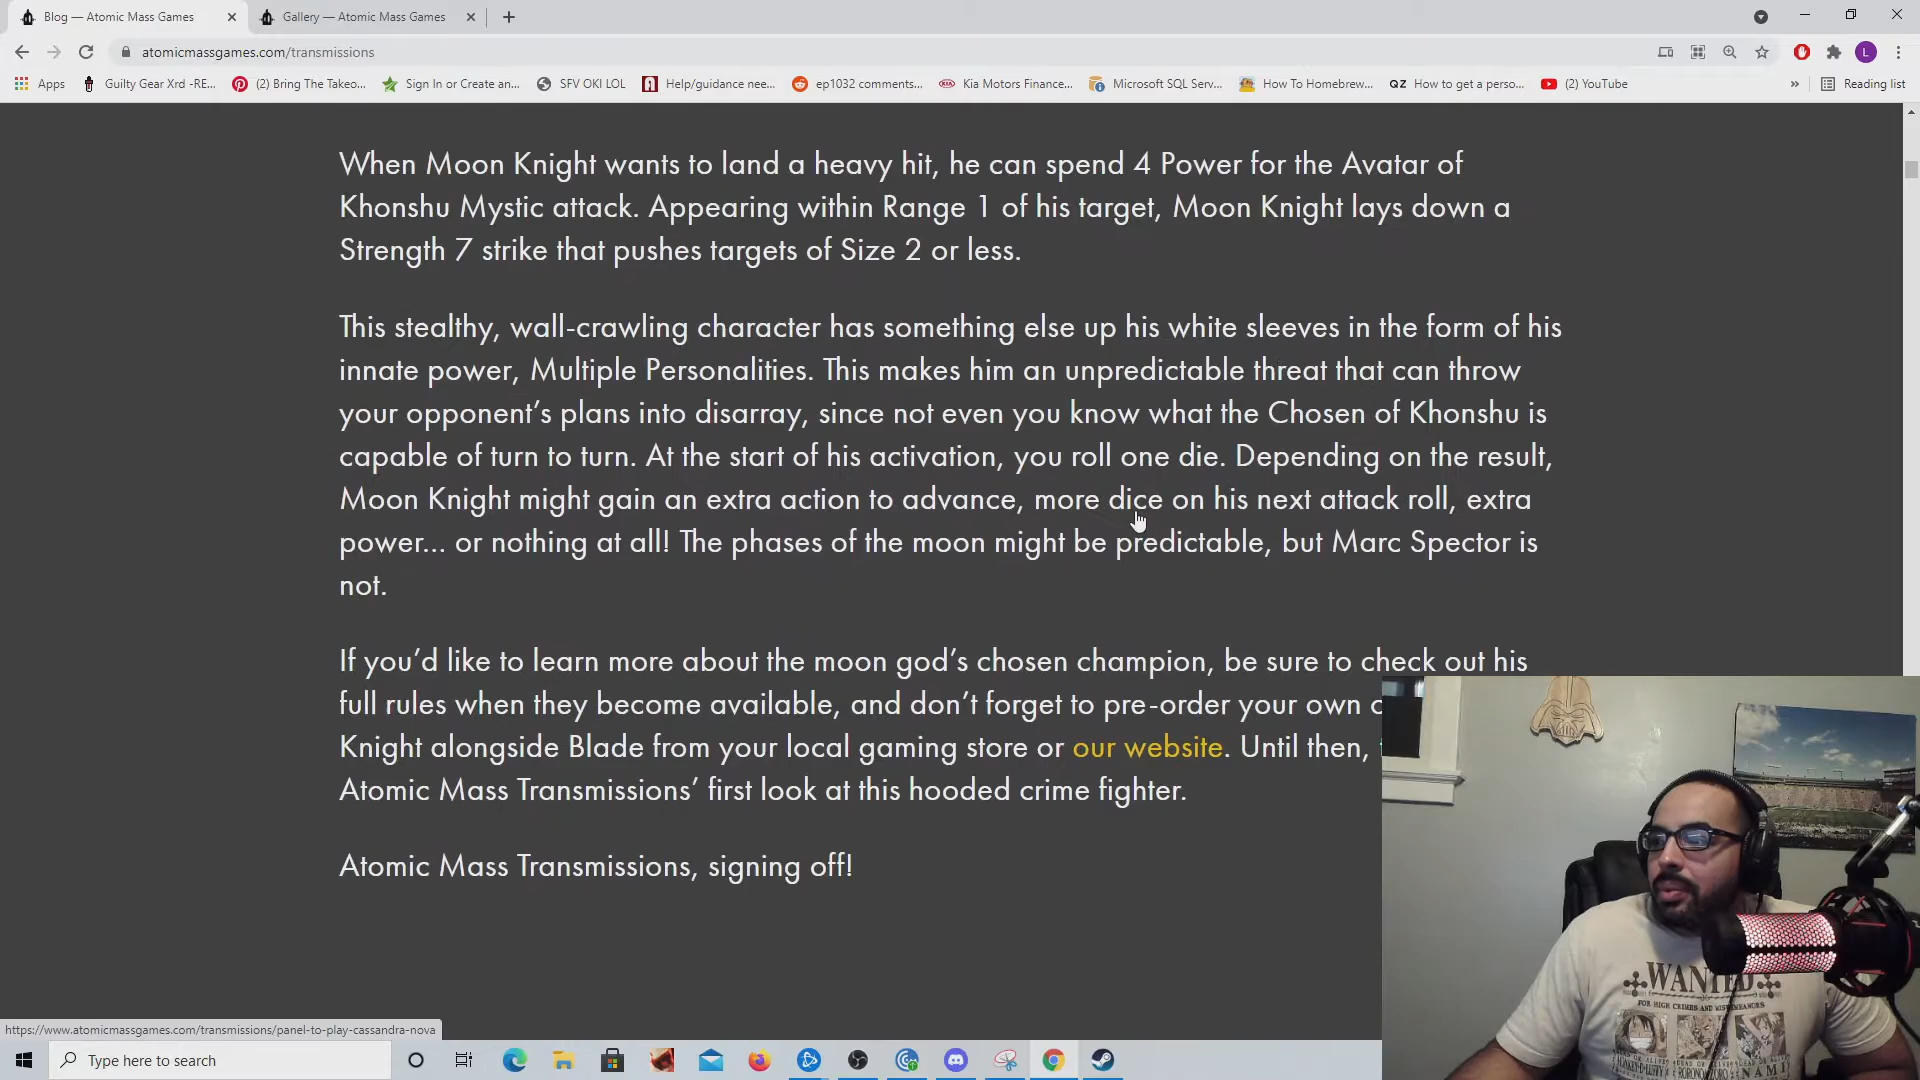 Blog — Atomic Mass Games
Gallery — Atomic Mass Games
atomicmassgames.com/transmissions
L
Apps
Guilty Gear Xrd -RE...
(2) Bring The Takeo...
Sign In or Create an...
SFV OKI LOL
Help/guidance nee...
ep1032 comments...
KIA
Kia Motors Finance...
Microsoft SQL Serv...
How To Homebrew...
QZ
How to get a perso...
(2) YouTube
»
Reading list
When Moon Knight wants to land a heavy hit, he can spend 4 Power for the Avatar of
Khonshu Mystic attack. Appearing within Range 1 of his target, Moon Knight lays down a
Strength 7 strike that pushes targets of Size 2 or less.
This stealthy, wall-crawling character has something else up his white sleeves in the form of his
innate power, Multiple Personalities. This makes him an unpredictable threat that can throw
your opponent’s plans into disarray, since not even you know what the Chosen of Khonshu is
capable of turn to turn. At the start of his activation, you roll one die. Depending on the result,
Moon Knight might gain an extra action to advance, more dice on his next attack roll, extra
power... or nothing at all! The phases of the moon might be predictable, but Marc Spector is
not.
If you’d like to learn more about the moon god’s chosen champion, be sure to check out his
full rules when they become available, and don’t forget to pre-order your own
Knight alongside Blade from your local gaming store or our website. Until then,
Atomic Mass Transmissions’ first look at this hooded crime fighter.
Atomic Mass Transmissions, signing off!
WANTED
FOR HIGH CRIMES AND MISDEMEANORS
https://www.atomicmassgames.com/transmissions/panel-to-play-cassandra-nova
Type here to search